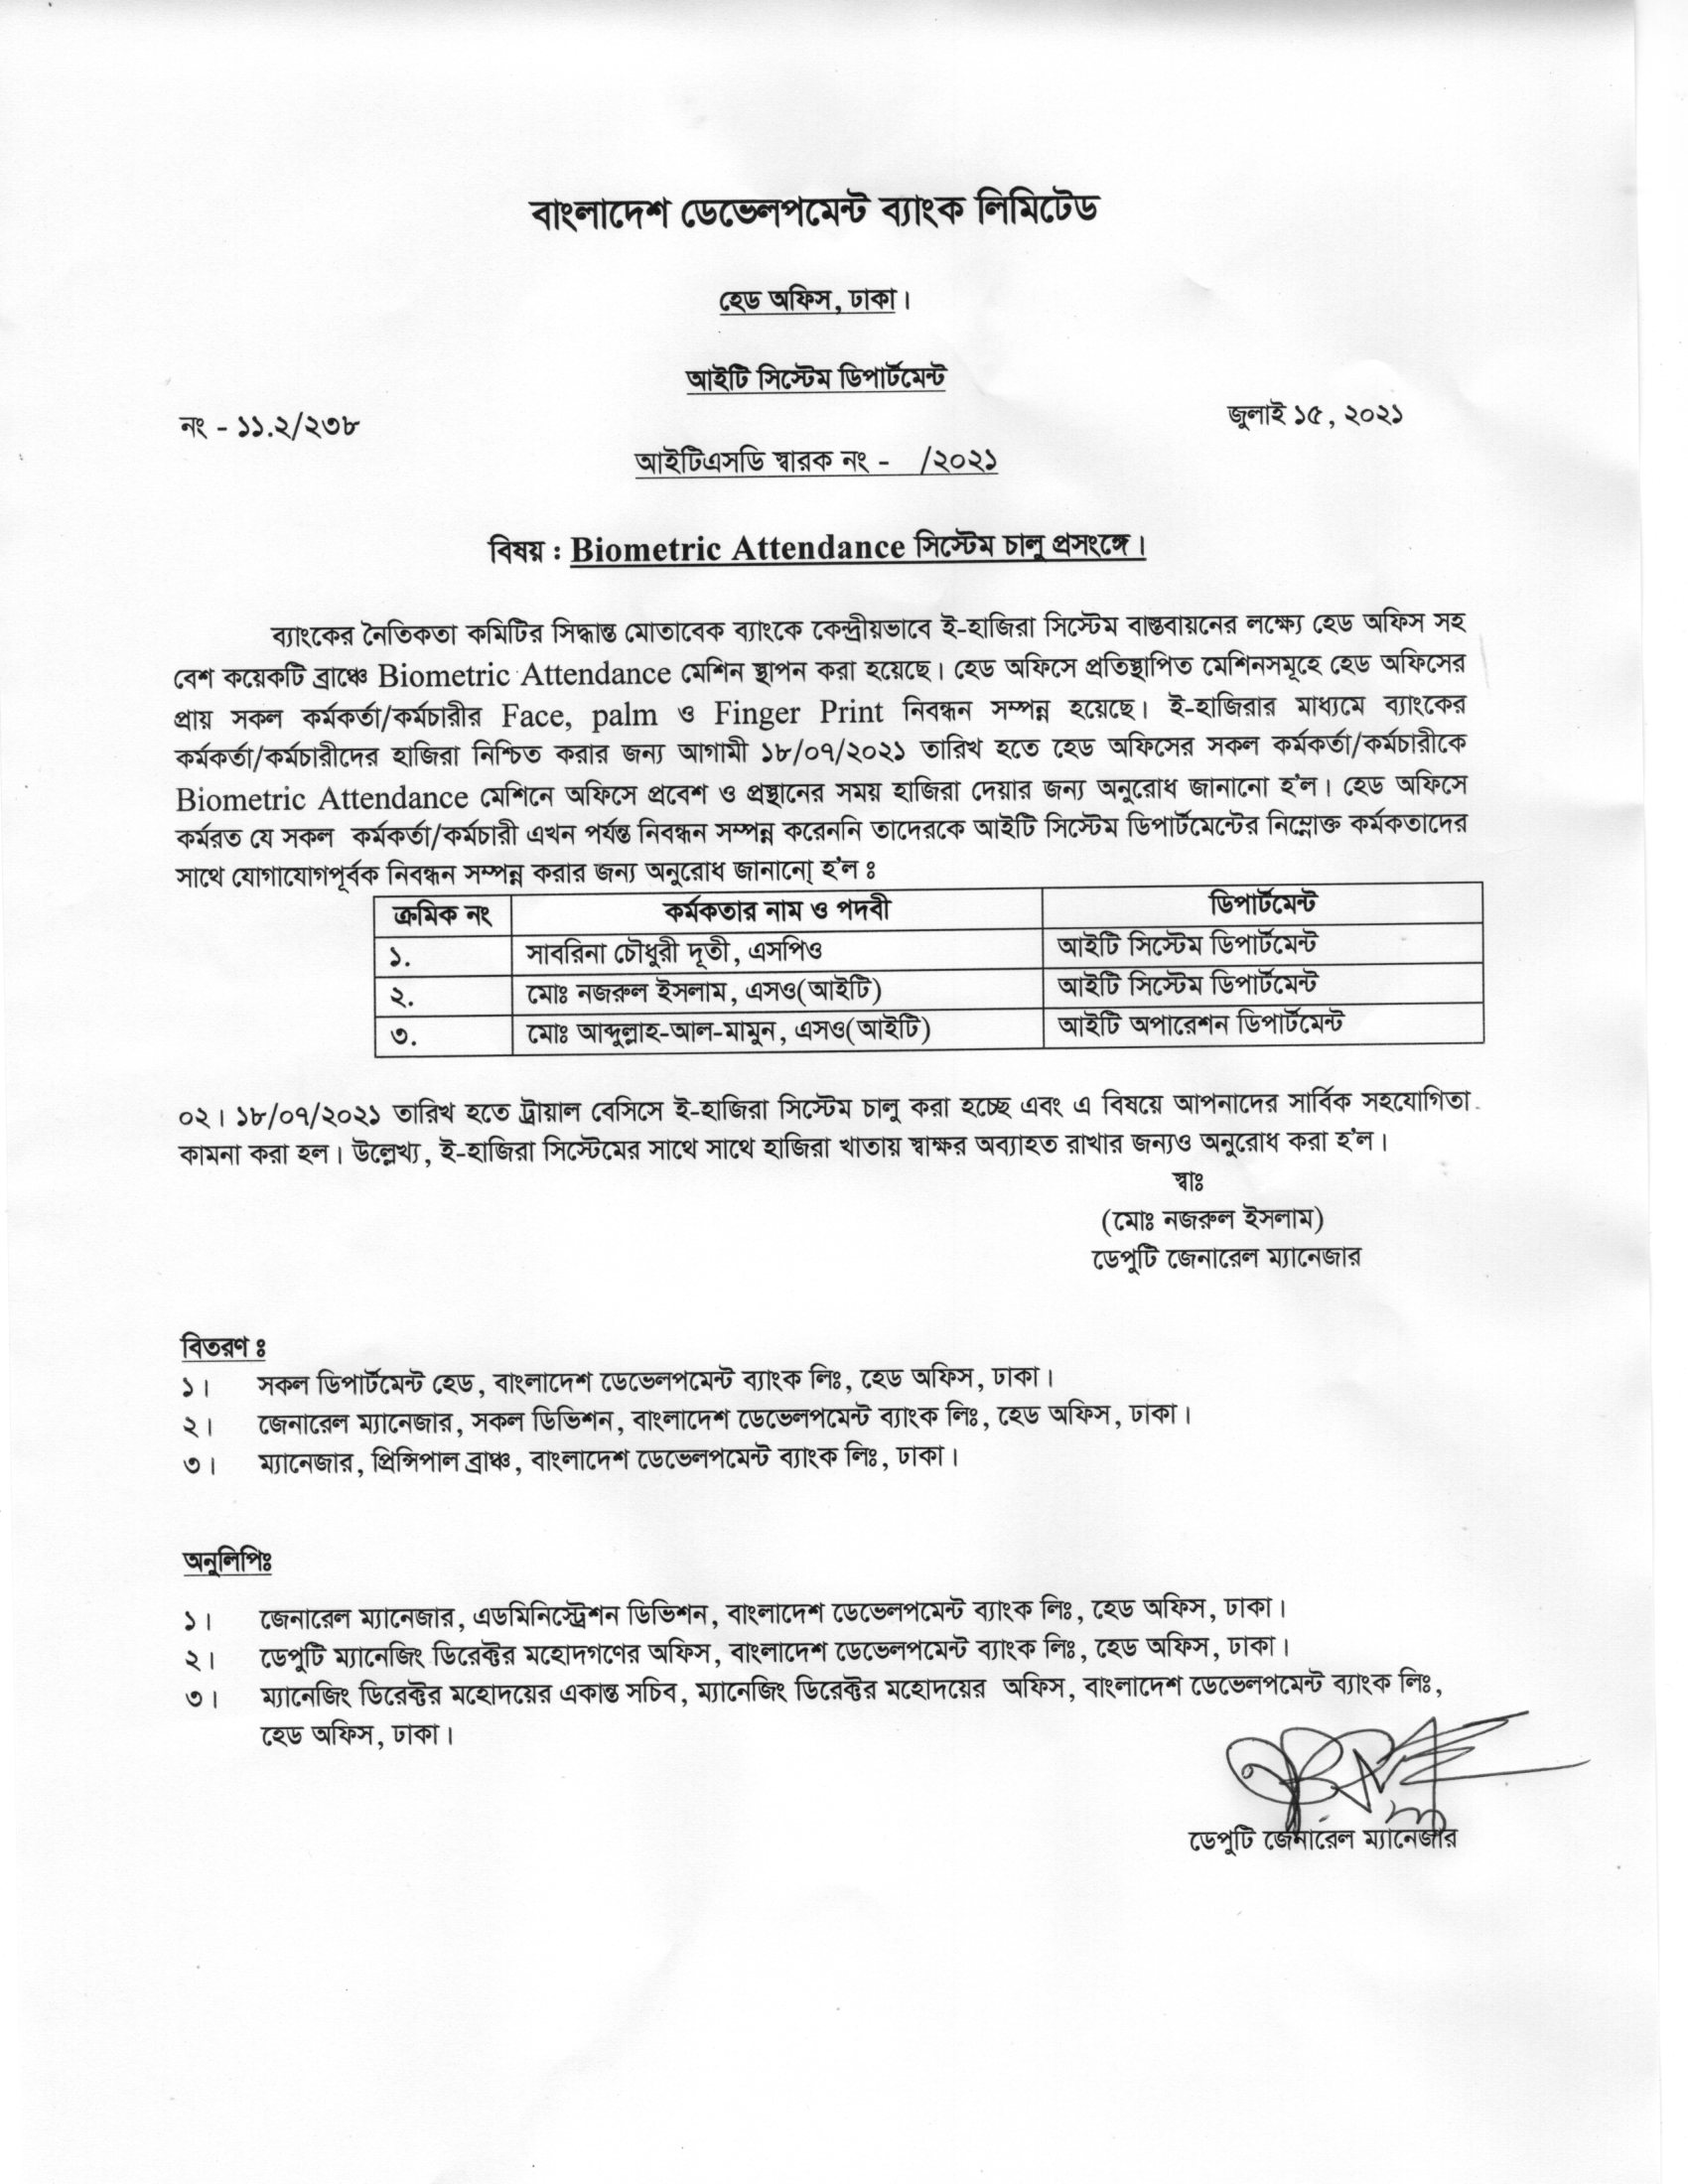 বাংলাদেশ ডেভেলপমেন্ট ব্যাংক লিমিটেড
হেড অফিস, ঢাকা।
আইটি সিস্টেম ডিপার্টমেন্ট
নং - ১১.২/২৩৮
জুলাই ১৫, ২০২১
আইটিএসডি স্বারক নং - /২০২১
বিষয় : Biometric Attendance সিস্টেম চালু প্রসংঙ্গে।
ব্যাংকের নৈতিকতা কমিটির সিদ্ধান্ত মোতাবেক ব্যাংকে কেন্দ্রীয়ভাবে ই-হাজিরা সিস্টেম বাস্তবায়নের লক্ষ্যে হেড অফিস সহ
বেশ কয়েকটি ব্রাঞ্চে Biometric Attendance মেশিন স্থাপন করা হয়েছে। হেড অফিসে প্রতিস্থাপিত মেশিনসমূহে হেড অফিসের
প্রায় সকল কর্মকর্তা/কর্মচারীর Face, palm ও Finger Print নিবন্ধন সম্পন্ন হয়েছে। ই-হাজিরার মাধ্যমে ব্যাংকের
কর্মকর্তা/কর্মচারীদের হাজিরা নিশ্চিত করার জন্য আগামী ১৮/০৭/২০২১ তারিখ হতে হেড অফিসের সকল কর্মকর্তা/কর্মচারীকে
Biometric Attendance মেশিনে অফিসে প্রবেশ ও প্রস্থানের সময় হাজিরা দেয়ার জন্য অনুরোধ জানানো হ'ল। হেড অফিসে
কর্মরত যে সকল কর্মকর্তা/কর্মচারী এখন পর্যন্ত নিবন্ধন সম্পন্ন করেননি তাদেরকে আইটি সিস্টেম ডিপার্টমেন্টের নিম্নোক্ত কর্মকতাদের
সাথে যোগাযোগপূর্বক নিবন্ধন সম্পন্ন করার জন্য অনুরোধ জানানো হ'ল ঃ
ক্রমিক নং কর্মকতার নাম ও পদবী ডিপার্টমেন্ট
১. সাবরিনা চৌধুরী দূতী, এসপিও আইটি সিস্টেম ডিপার্টমেন্ট
২. মোঃ নজরুল ইসলাম, এসও(আইটি) আইটি সিস্টেম ডিপার্টমেন্ট
৩. মোঃ আব্দুল্লাহ-আল-মামুন, এসও(আইটি) আইটি অপারেশন ডিপার্টমেন্ট
০২। ১৮/০৭/২০২১ তারিখ হতে ট্রায়াল বেসিসে ই-হাজিরা সিস্টেম চালু করা হচ্ছে এবং এ বিষয়ে আপনাদের সার্বিক সহযোগিতা
কামনা করা হল। উল্লেখ্য, ই-হাজিরা সিস্টেমের সাথে সাথে হাজিরা খাতায় স্বাক্ষর অব্যাহত রাখার জন্যও অনুরোধ করা হ'ল।
স্বাঃ
(মোঃ নজরুল ইসলাম)
ডেপুটি জেনারেল ম্যানেজার
বিতরণ ঃ
১। সকল ডিপার্টমেন্ট হেড, বাংলাদেশ ডেভেলপমেন্ট ব্যাংক লিঃ, হেড অফিস, ঢাকা।
২। জেনারেল ম্যানেজার, সকল ডিভিশন, বাংলাদেশ ডেভেলপমেন্ট ব্যাংক লিঃ, হেড অফিস, ঢাকা।
৩। ম্যানেজার, প্রিন্সিপাল ব্রাঞ্চ, বাংলাদেশ ডেভেলপমেন্ট ব্যাংক লিঃ, ঢাকা।
অনুলিপিঃ
১। জেনারেল ম্যানেজার, এডমিনিস্ট্রেশন ডিভিশন, বাংলাদেশ ডেভেলপমেন্ট ব্যাংক লিঃ, হেড অফিস, ঢাকা।
২। ডেপুটি ম্যানেজিং ডিরেক্টর মহোদগণের অফিস, বাংলাদেশ ডেভেলপমেন্ট ব্যাংক লিঃ, হেড অফিস, ঢাকা।
৩। ম্যানেজিং ডিরেক্টর মহোদয়ের একান্ত সচিব, ম্যানেজিং ডিরেক্টর মহোদয়ের অফিস, বাংলাদেশ ডেভেলপমেন্ট ব্যাংক লিঃ,
হেড অফিস, ঢাকা।
ডেপুটি জেনারেল ম্যানেজার